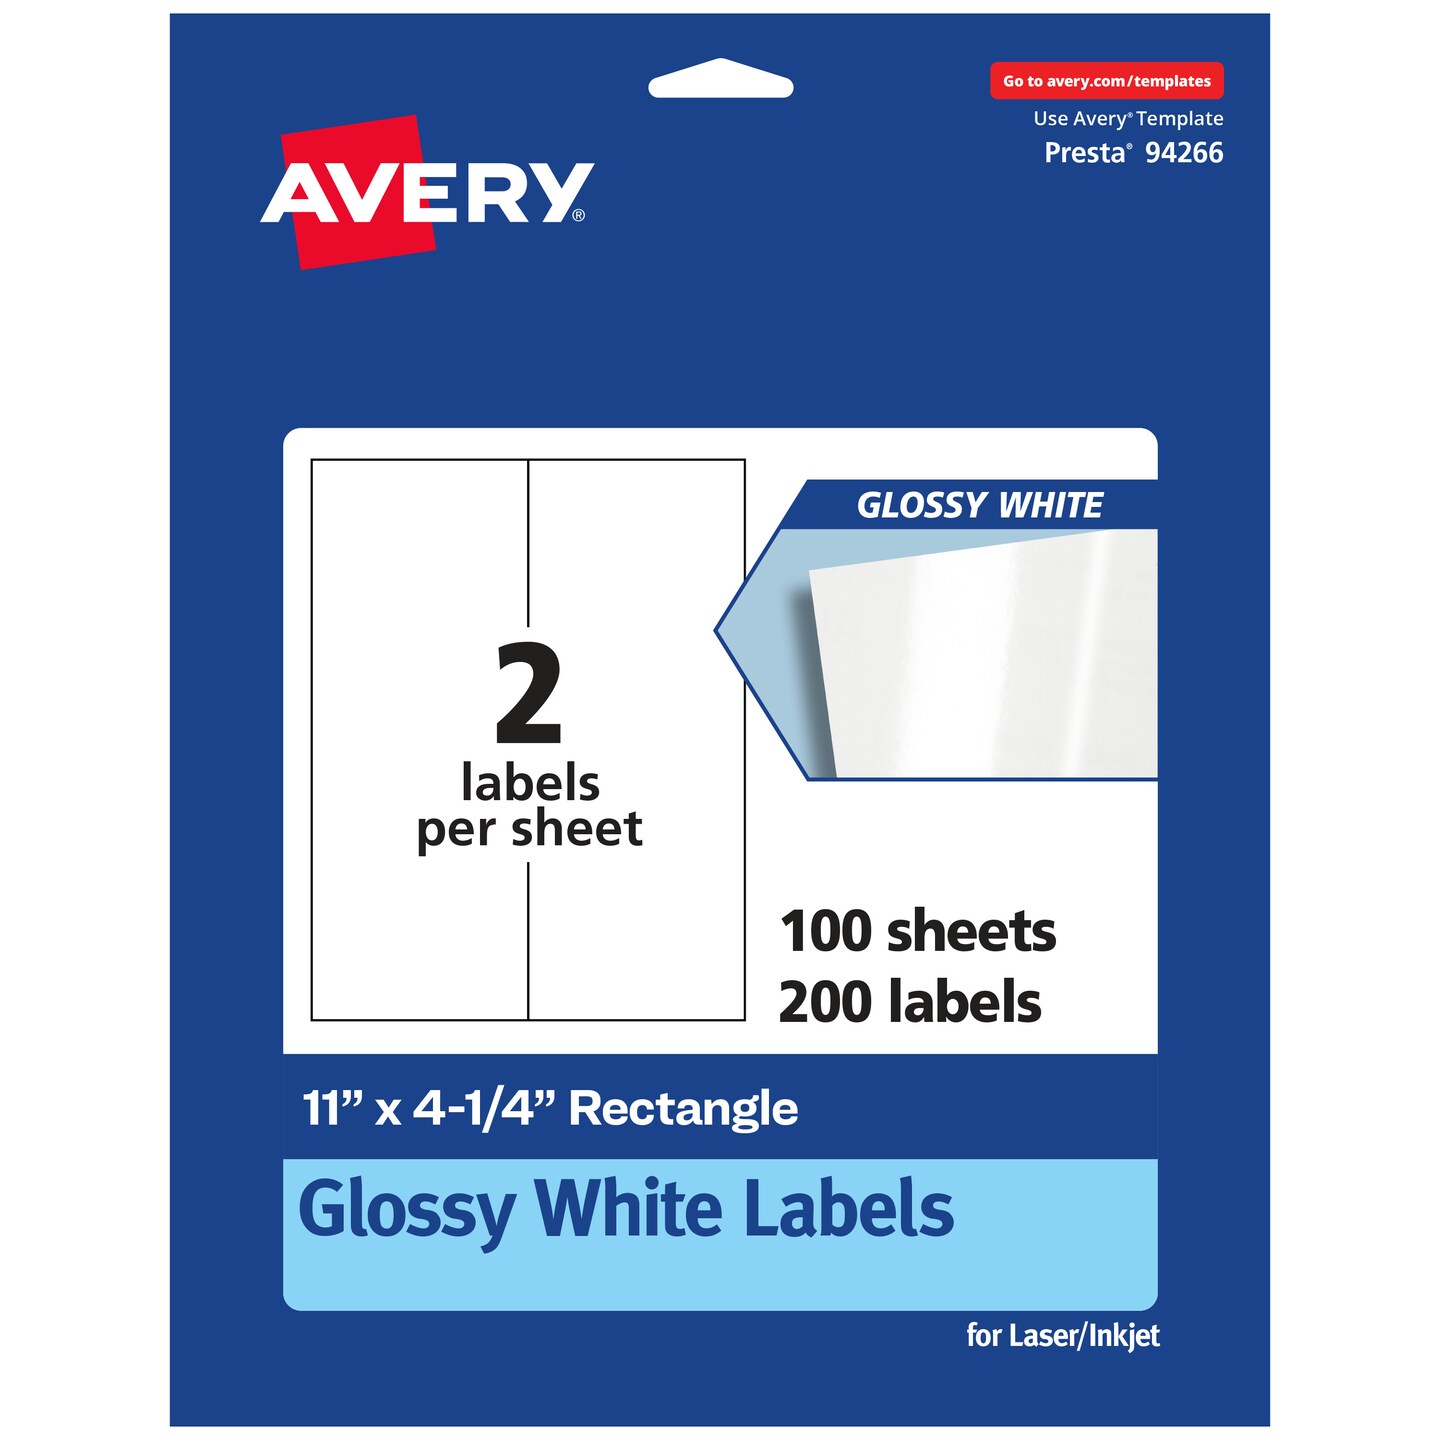 Go to avery.com/templates
Use Avery® Template
Presta® 94266
AVERY®
GLOSSY WHITE
2
labels
per sheet
100 sheets
200 labels
11” x 4-1/4” Rectangle
Glossy White Labels
for Laser/Inkjet